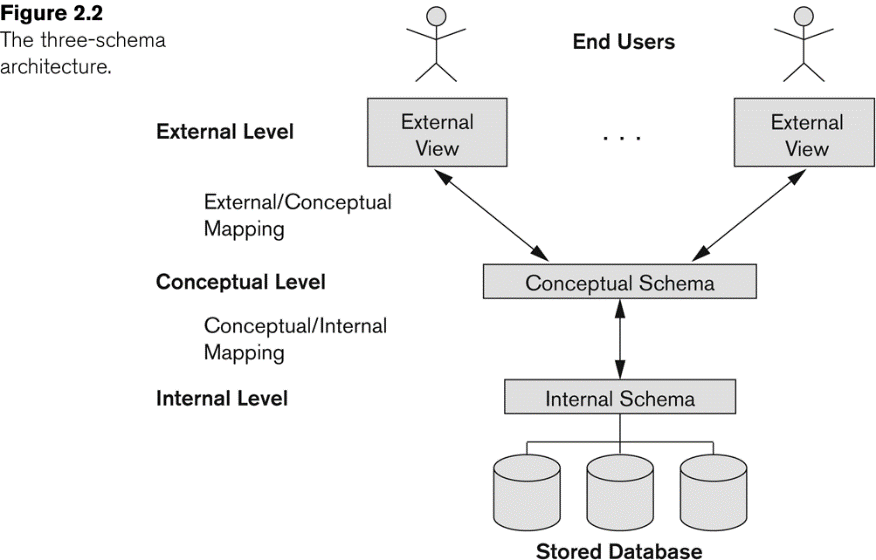 Figure 2.2
The three-schema
architecture.
End Users
External Level
External
View
. . .
External
View
External/Conceptual
Mapping
Conceptual Level
Conceptual Schema
Conceptual/Internal
Mapping
Internal Level
Internal Schema
Stored Database